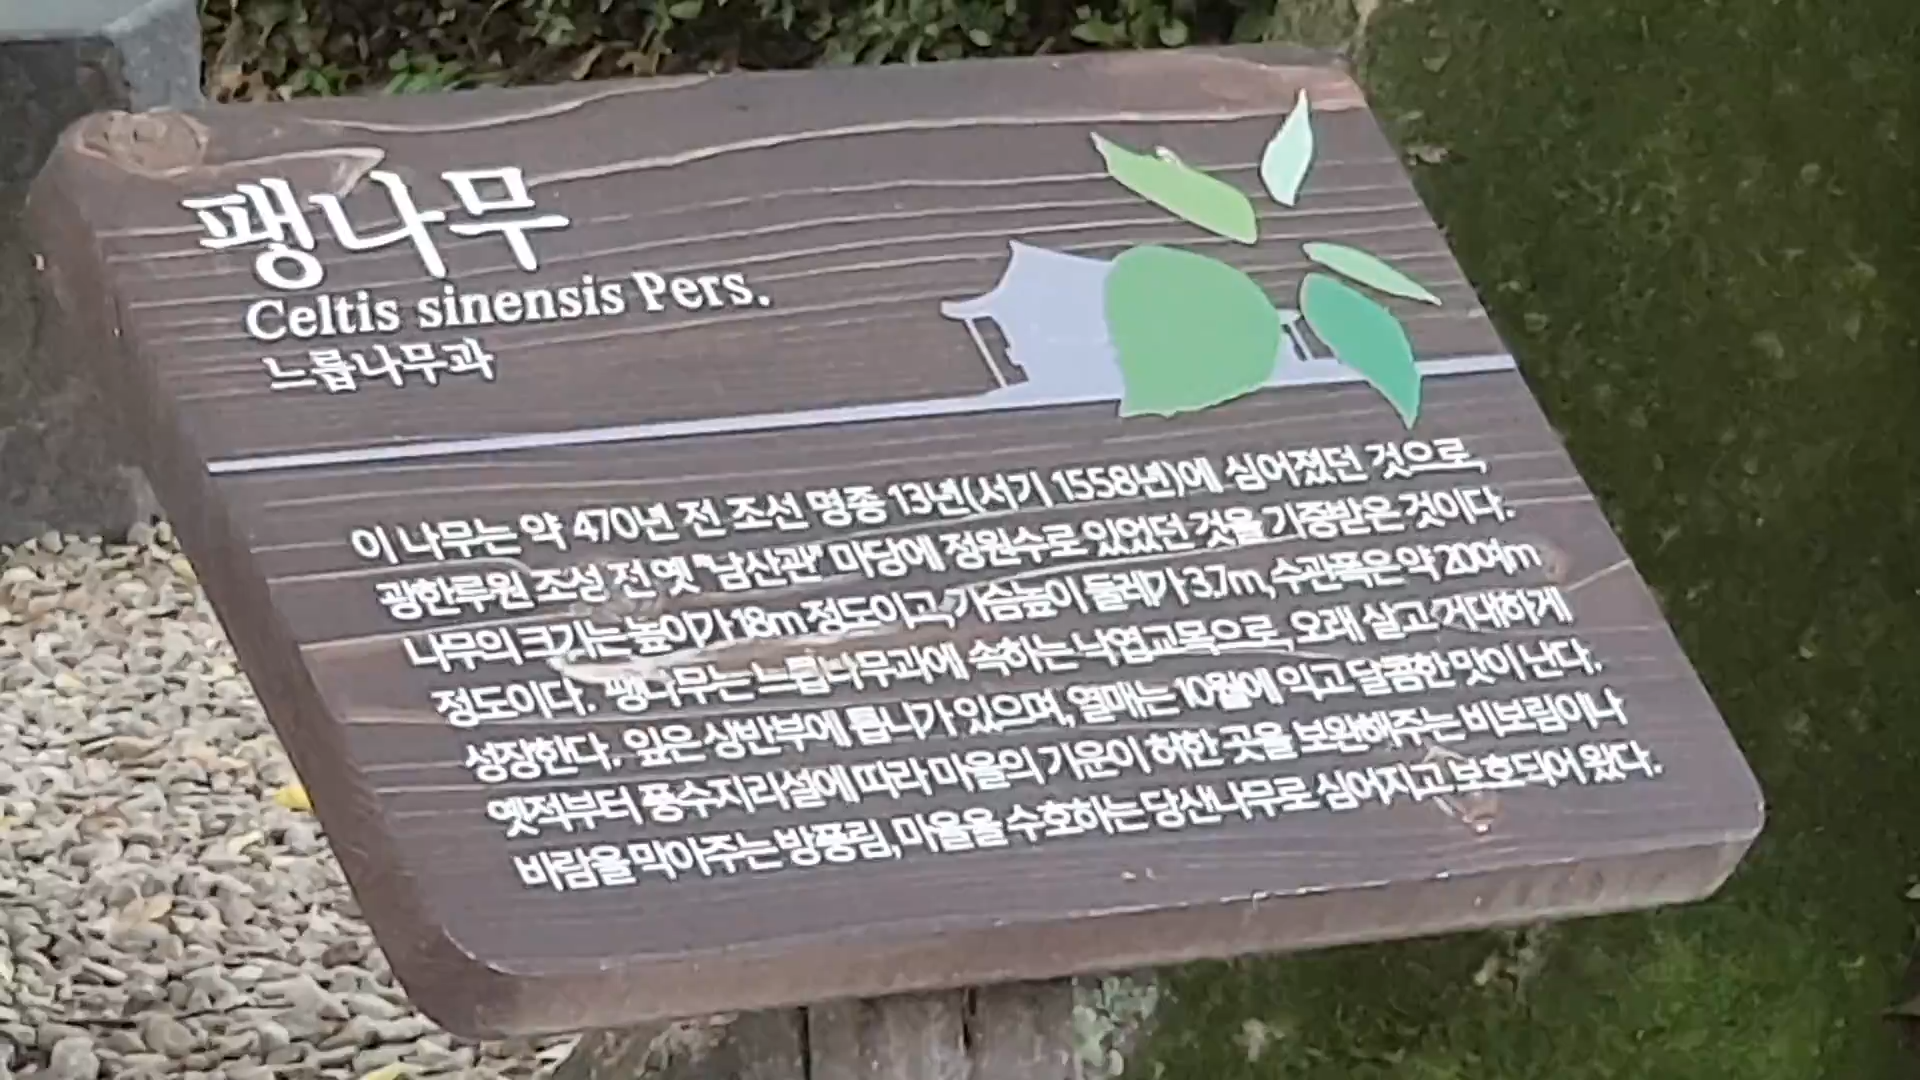 팽나무
Celtis sinensis Pers.
느릅나무과
이 나무는 약 470년 전 조선 명종 13년(서기 1558년)에 심어졌던 것으로,
광한루원 조성 전 옛 "남산관" 마당에 정원수로 있었던 것을 기증받은 것이다.
나무의 크기는 높이가 18m 정도이고, 가슴높이 둘레가 3.7m, 수관폭은 약 200여m
정도이다. 팽나무는 느릅나무과에 속하는 낙엽교목으로, 오래 살고 거대하게
성장한다. 잎은 상반부에 톱니가 있으며, 열매는 10월에 익고 달콤한 맛이 난다.
옛적부터 풍수지리설에 따라 마을의 기운이 허한 곳을 보완해주는 비보림이나
바람을 막아주는 방풍림, 마을을 수호하는 당산나무로 심어지고 보호되어 왔다.